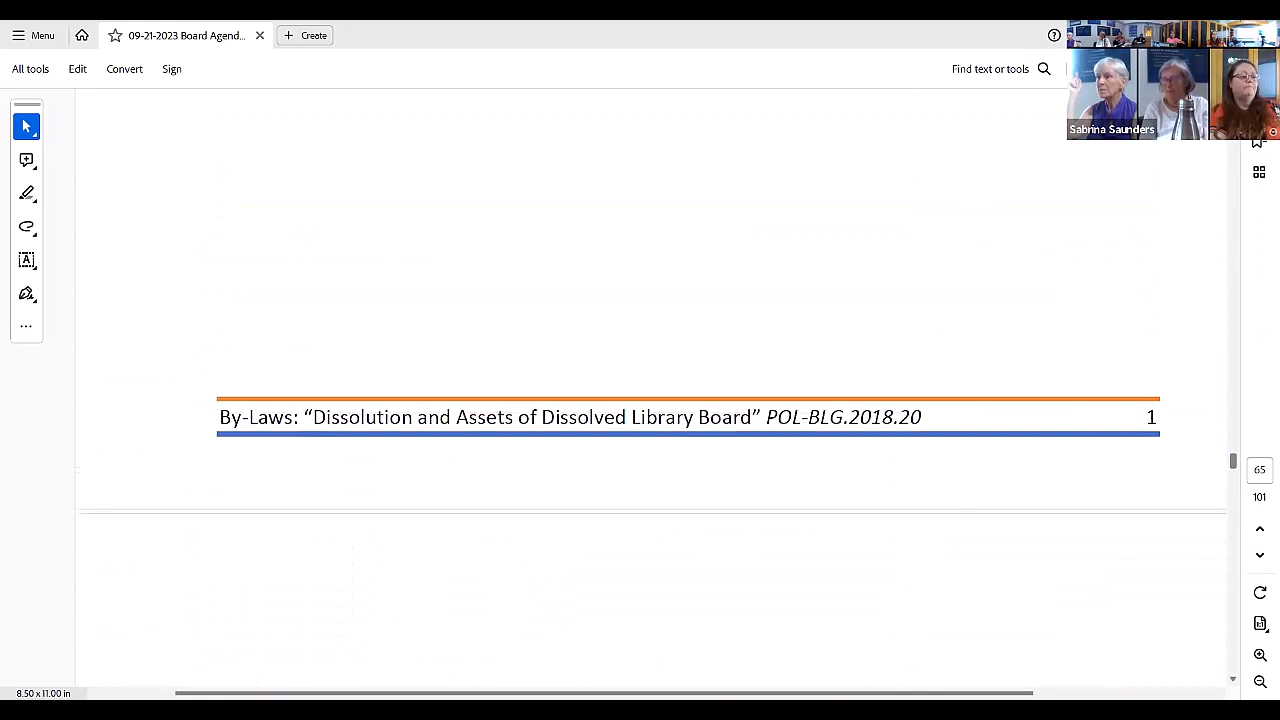 Menu
09-21-2023 Board Agend...
Create
All tools
Edit
Convert
Sign
Find text or tools
Sabrina Saunders
By-Laws: “Dissolution and Assets of Dissolved Library Board” POL-BLG.2018.20 1
65
101
8.50 x 11.00 in